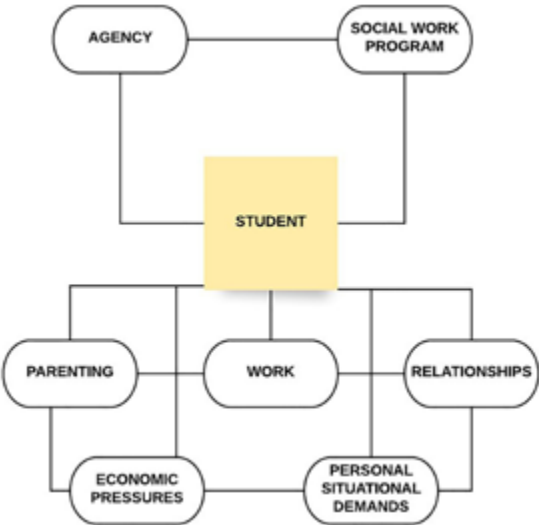 AGENCY
SOCIAL WORK
PROGRAM
STUDENT
PARENTING
WORK
RELATIONSHIPS
ECONOMIC
PRESSURES
PERSONAL
SITUATIONAL
DEMANDS